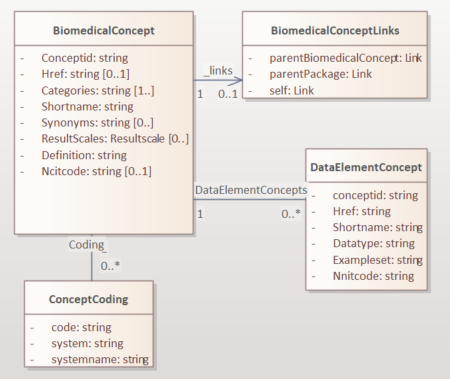 BiomedicalConcept
- Conceptid: string
- Href: string [0..1]
- Categories: string [1..]
- Shortname: string
- Synonyms: string [0..]
- ResultScales: Resultscale [0..]
- Definition: string
- Ncitcode: string [0..1]
_links
1 0..1
BiomedicalConceptLinks
- parentBiomedicalConcept: Link
- parentPackage: Link
- self: Link
DataElementConcepts
1 0..*
DataElementConcept
- conceptid: string
- Href: string
- Shortname: string
- Datatype: string
- Exampleset: string
- Nnitcode: string
Coding
0..*
ConceptCoding
- code: string
- system: string
- systemname: string